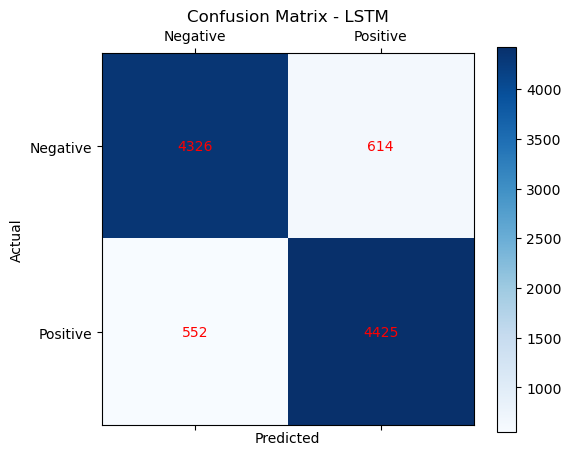 Confusion Matrix - LSTM
Negative Positive
Negative 4326 614
Positive 552 4425
Actual
Predicted
4000
3500
3000
2500
2000
1500
1000